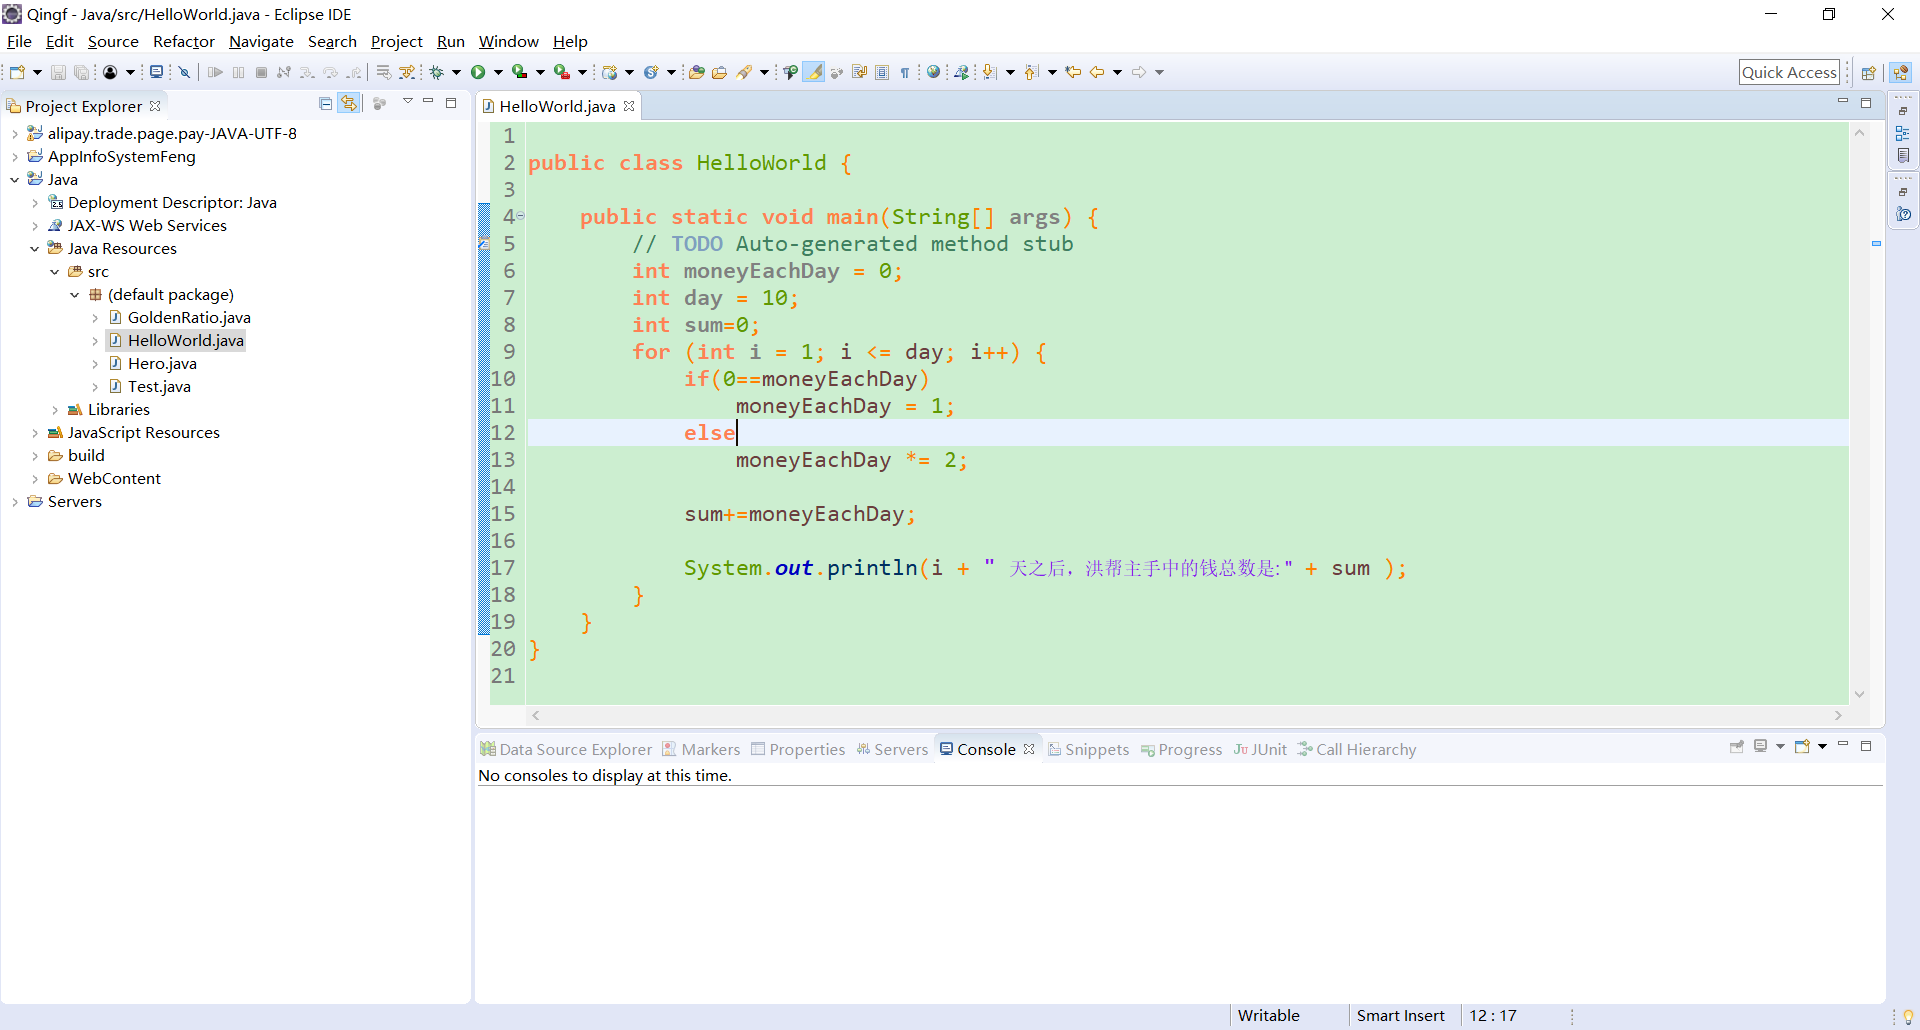 Qingf - Java/src/HelloWorld.java - Eclipse IDE
File Edit Source Refactor Navigate Search Project Run Window Help
Quick Access
Project Explorer
alipay.trade.page.pay-JAVA-UTF-8
AppInfoSystemFeng
Java
Deployment Descriptor: Java
JAX-WS Web Services
Java Resources
src
(default package)
GoldenRatio.java
HelloWorld.java
Hero.java
Test.java
Libraries
JavaScript Resources
build
WebContent
Servers
HelloWorld.java
1
2 public class HelloWorld {
3
4 public static void main(String[] args) {
5 // TODO Auto-generated method stub
6 int moneyEachDay = 0;
7 int day = 10;
8 int sum=0;
9 for (int i = 1; i <= day; i++) {
10 if(0==moneyEachDay)
11 moneyEachDay = 1;
12 else
13 moneyEachDay *= 2;
14
15 sum+=moneyEachDay;
16
17 System.out.println(i + " 天之后，洪帮主手中的钱总数是:" + sum );
18 }
19 }
20 }
21
Data Source Explorer Markers Properties Servers Console Snippets Progress JUnit Call Hierarchy
No consoles to display at this time.
Writable Smart Insert 12 : 17